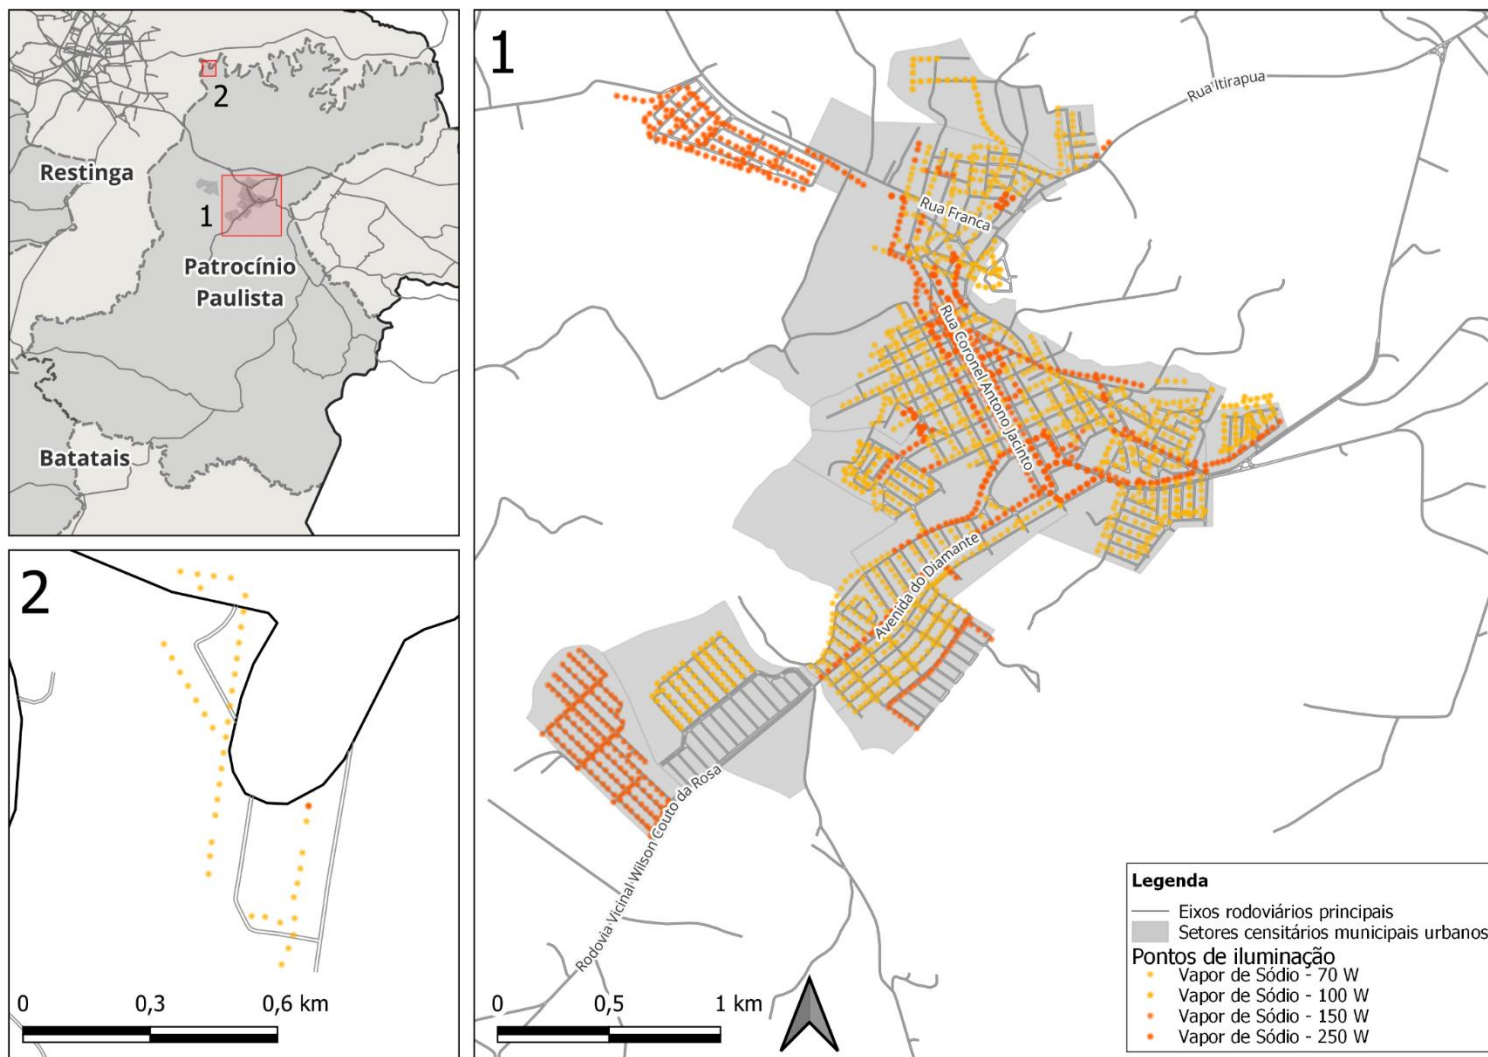 2
Restinga
1
Patrocínio
Paulista
Batatais
2
0
0,3
0,6 km
1
Rua Itirapua
Rua Franca
Rua Coronel Antono Jacinto
Avenida do Diamante
Rodovia Vicinal Wilson Couto da Rosa
0
0,5
1 km
Legenda
Eixos rodoviários principais
Setores censitários municipais urbanos
Pontos de iluminação
Vapor de Sódio - 70 W
Vapor de Sódio - 100 W
Vapor de Sódio - 150 W
Vapor de Sódio - 250 W